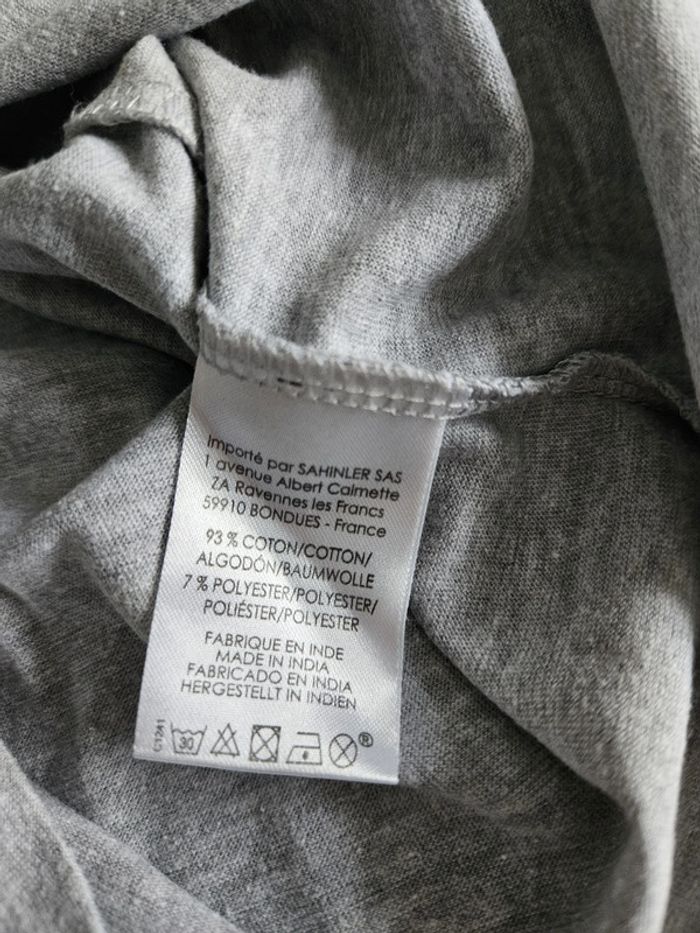 Importé par SAHINLER SAS
1 avenue Albert Calmette
ZA Ravennes les Francs
59910 BONDUES - France
93 % COTON/COTTON/
ALGODÓN/BAUMWOLLE
7 % POLYESTER/POLYESTER/
POLIÉSTER/POLYESTER
FABRIQUE EN INDE
MADE IN INDIA
FABRICADO EN INDIA
HERGESTELLT IN INDIEN
C1241
30 ®